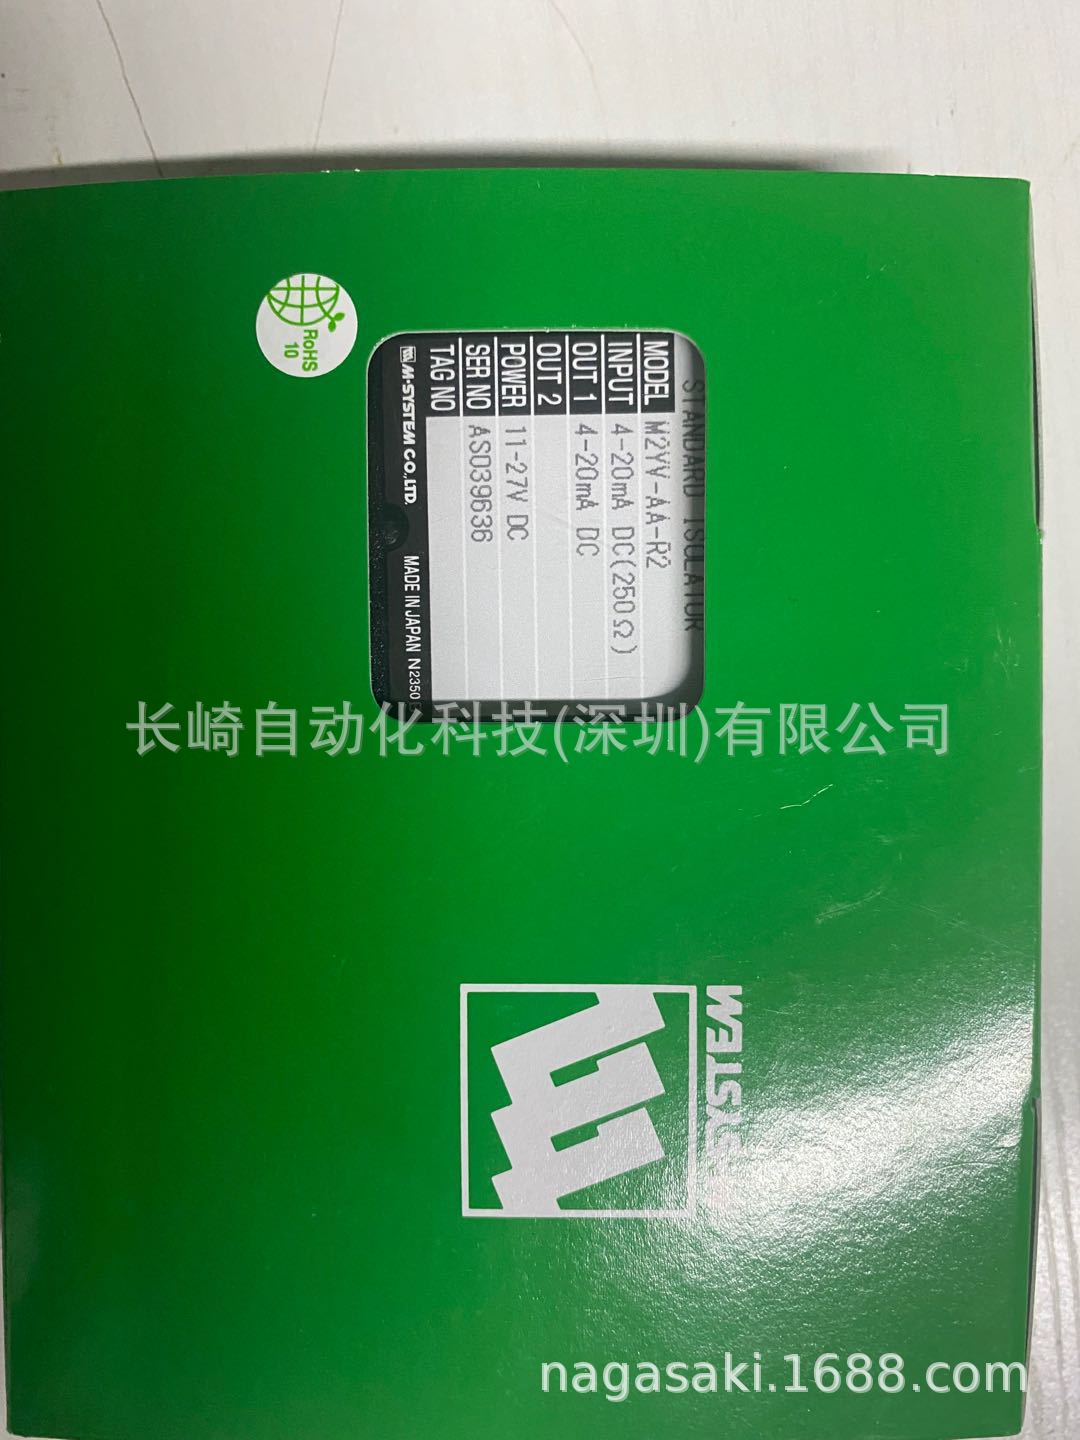 RoHS
10
STANDARD ISOLATOR
MODEL M2YV-AA-R2
INPUT 4-20mA DC(250Ω)
OUT 1 4-20mA DC
OUT 2
POWER 11-27V DC
SER NO AS039636
TAG NO
M-SYSTEM CO.,LTD. MADE IN JAPAN N2350
长崎自动化科技(深圳)有限公司
nagasaki.1688.com